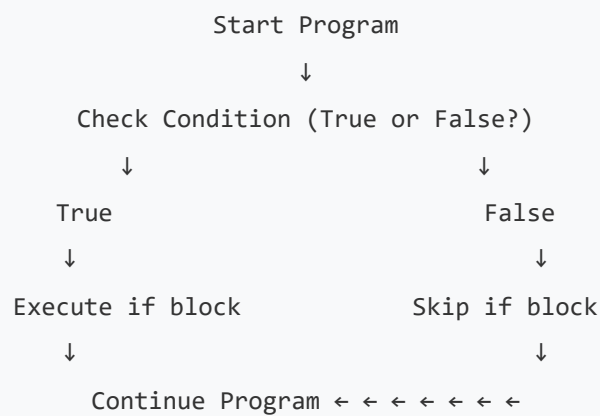 Start Program
↓
Check Condition (True or False?)
↓ ↓
True False
↓ ↓
Execute if block Skip if block
↓ ↓
Continue Program ← ← ← ← ← ← ←